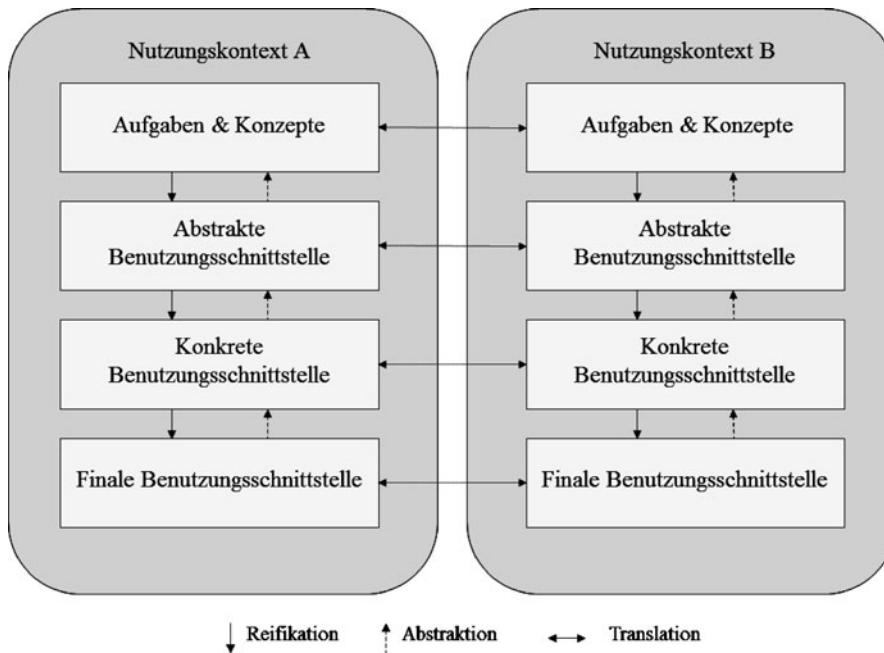 Nutzungskontext A
Aufgaben & Konzepte
Abstrakte
Benutzungsschnittstelle
Konkrete
Benutzungsschnittstelle
Finale Benutzungsschnittstelle
Nutzungskontext B
Aufgaben & Konzepte
Abstrakte
Benutzungsschnittstelle
Konkrete
Benutzungsschnittstelle
Finale Benutzungsschnittstelle
Reifikation
Abstraktion
Translation